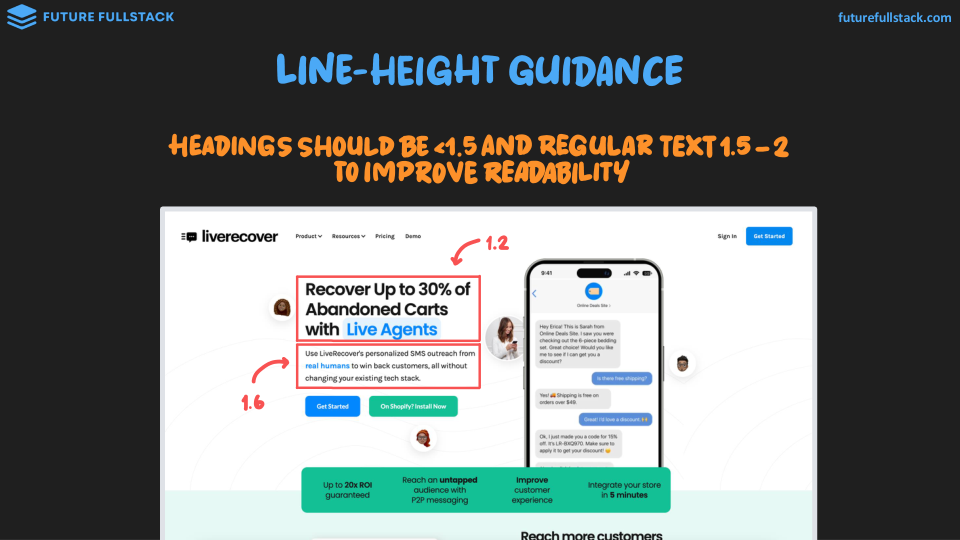 FUTURE FULLSTACK
futurefullstack.com
LINE-HEIGHT GUIDANCE
HEADINGS SHOULD BE <1.5 AND REGULAR TEXT 1.5 – 2
TO IMPROVE READABILITY
liverecover
Product
Resources
Pricing
Demo
Sign In
Get Started
1.2
Recover Up to 30% of
Abandoned Carts
with Live Agents
1.6
Use LiveRecover's personalized SMS outreach from
real humans to win back customers, all without
changing your existing tech stack.
Get Started
On Shopify? Install Now
9:41
Online Deals Site
Hey Erica! This is Sarah from
Online Deals Site. I saw you were
checking out the 6-piece bedding
set. Great choice! Would you like
me to see if I can get you a
discount?
Is there free shipping?
Yes! 🚚 Shipping is free on
orders over $49.
Great! I'd love a discount 🙌
Ok, I just made you a code for 15%
off. It's LR-BXQ970. Make sure to
apply it to get your discount! 😊
Up to 20x ROI
guaranteed
Reach an untapped
audience with
P2P messaging
Improve
customer
experience
Integrate your store
in 5 minutes
Reach more customers